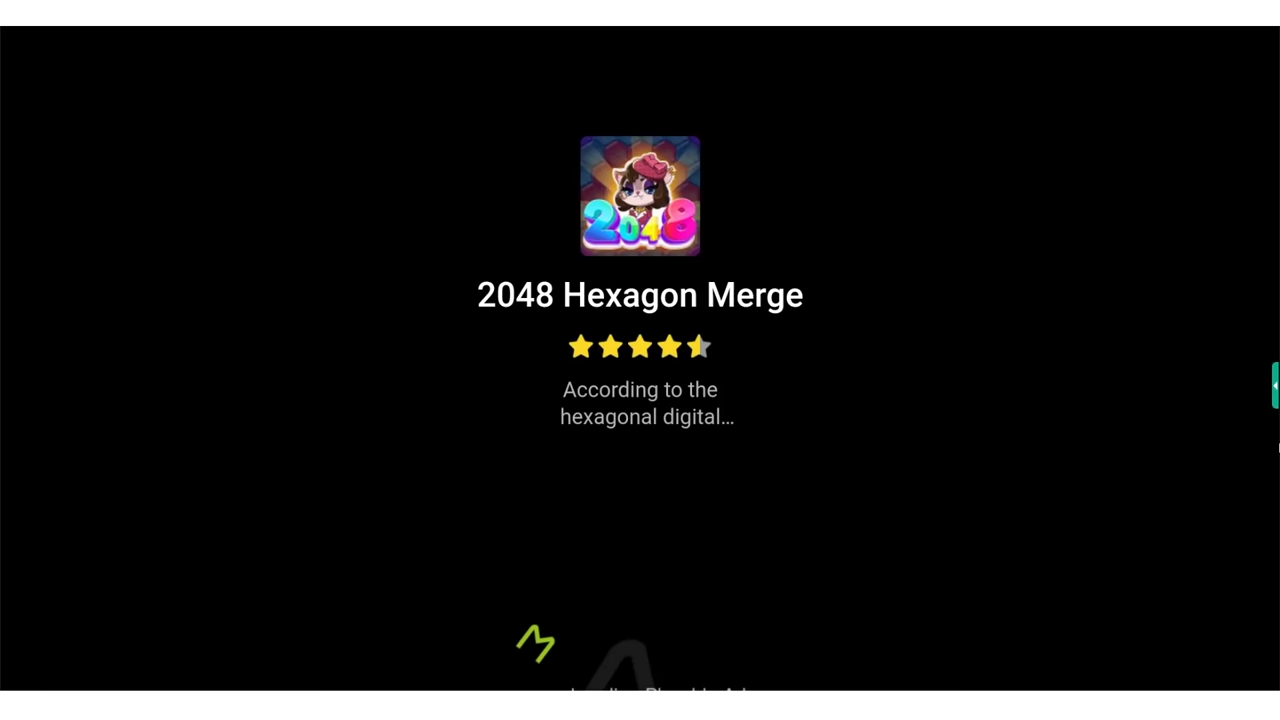 2048
2048 Hexagon Merge
According to the
hexagonal digital…